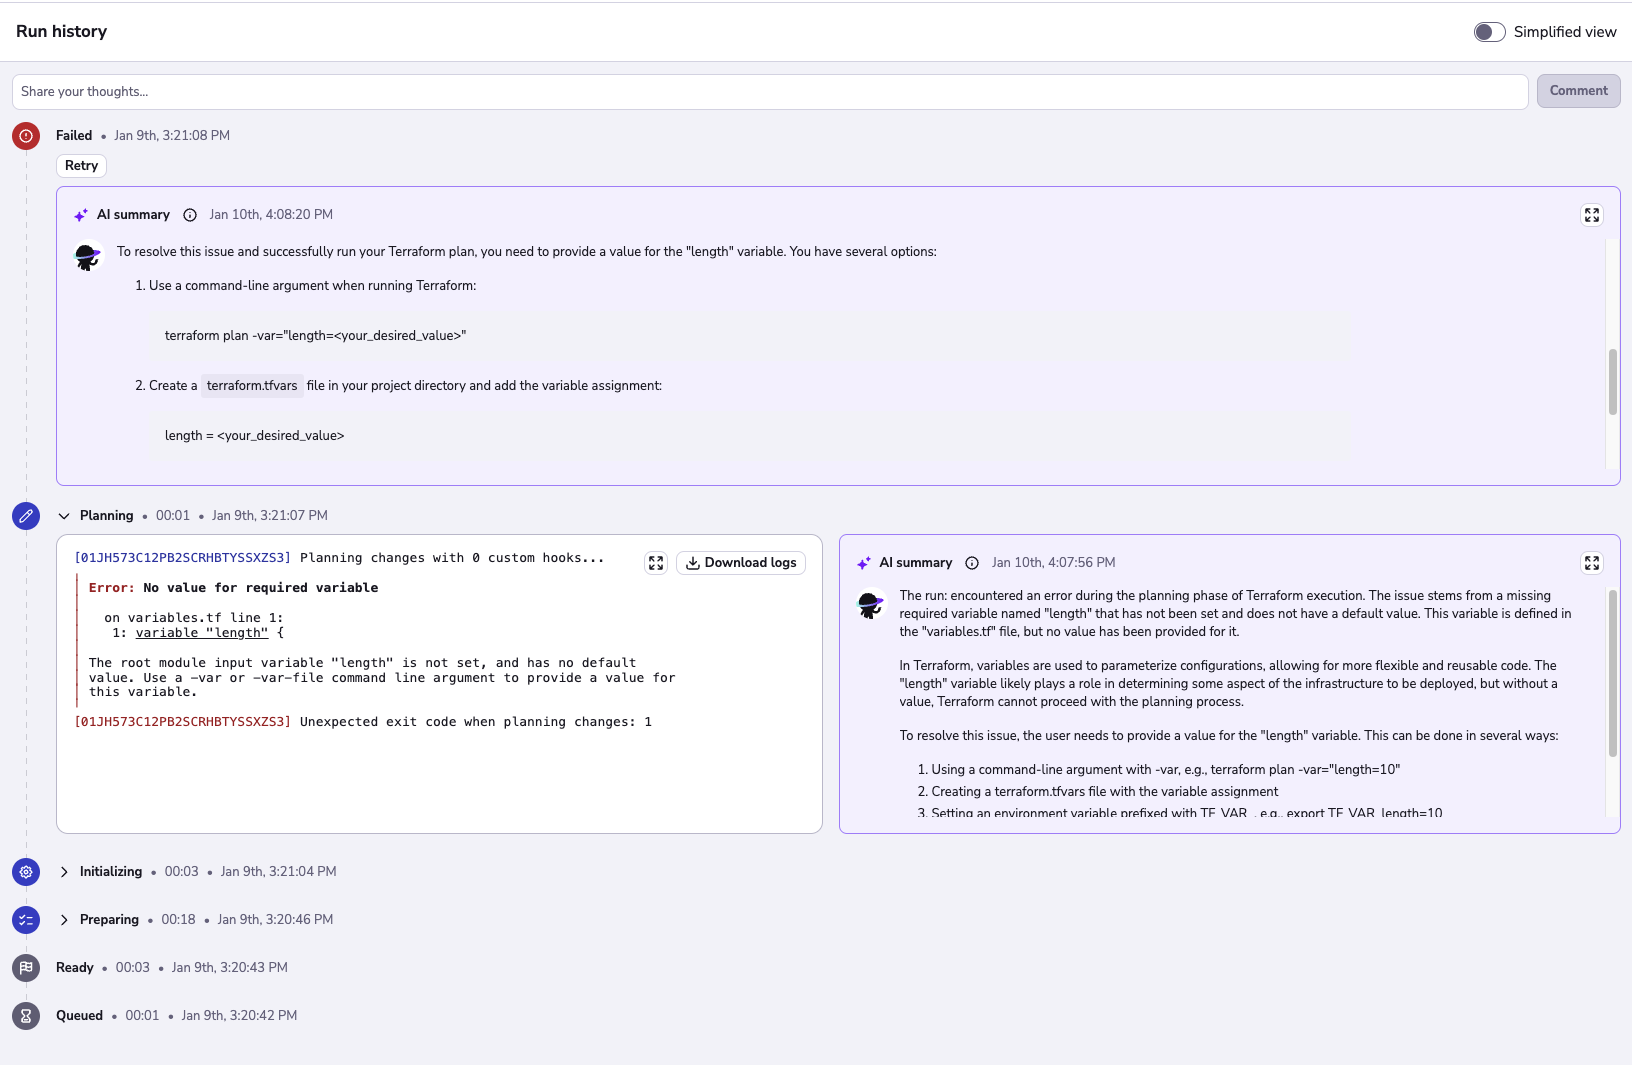 Run history
Simplified view
Share your thoughts...
Comment
Failed • Jan 9th, 3:21:08 PM
Retry
AI summary Jan 10th, 4:08:20 PM
To resolve this issue and successfully run your Terraform plan, you need to provide a value for the "length" variable. You have several options:
1. Use a command-line argument when running Terraform:
terraform plan -var="length=<your_desired_value>"
2. Create a terraform.tfvars file in your project directory and add the variable assignment:
length = <your_desired_value>
Planning • 00:01 • Jan 9th, 3:21:07 PM
[01JH573C12PB2SCRHBTYSSXZS3] Planning changes with 0 custom hooks...
Download logs
Error: No value for required variable
on variables.tf line 1:
1: variable "length" {
The root module input variable "length" is not set, and has no default
value. Use a -var or -var-file command line argument to provide a value for
this variable.
[01JH573C12PB2SCRHBTYSSXZS3] Unexpected exit code when planning changes: 1
AI summary Jan 10th, 4:07:56 PM
The run: encountered an error during the planning phase of Terraform execution. The issue stems from a missing
required variable named "length" that has not been set and does not have a default value. This variable is defined in
the "variables.tf" file, but no value has been provided for it.
In Terraform, variables are used to parameterize configurations, allowing for more flexible and reusable code. The
"length" variable likely plays a role in determining some aspect of the infrastructure to be deployed, but without a
value, Terraform cannot proceed with the planning process.
To resolve this issue, the user needs to provide a value for the "length" variable. This can be done in several ways:
1. Using a command-line argument with -var, e.g., terraform plan -var="length=10"
2. Creating a terraform.tfvars file with the variable assignment
3. Setting an environment variable prefixed with TF_VAR_, e.g., export TF_VAR_length=10
Initializing • 00:03 • Jan 9th, 3:21:04 PM
Preparing • 00:18 • Jan 9th, 3:20:46 PM
Ready • 00:03 • Jan 9th, 3:20:43 PM
Queued • 00:01 • Jan 9th, 3:20:42 PM